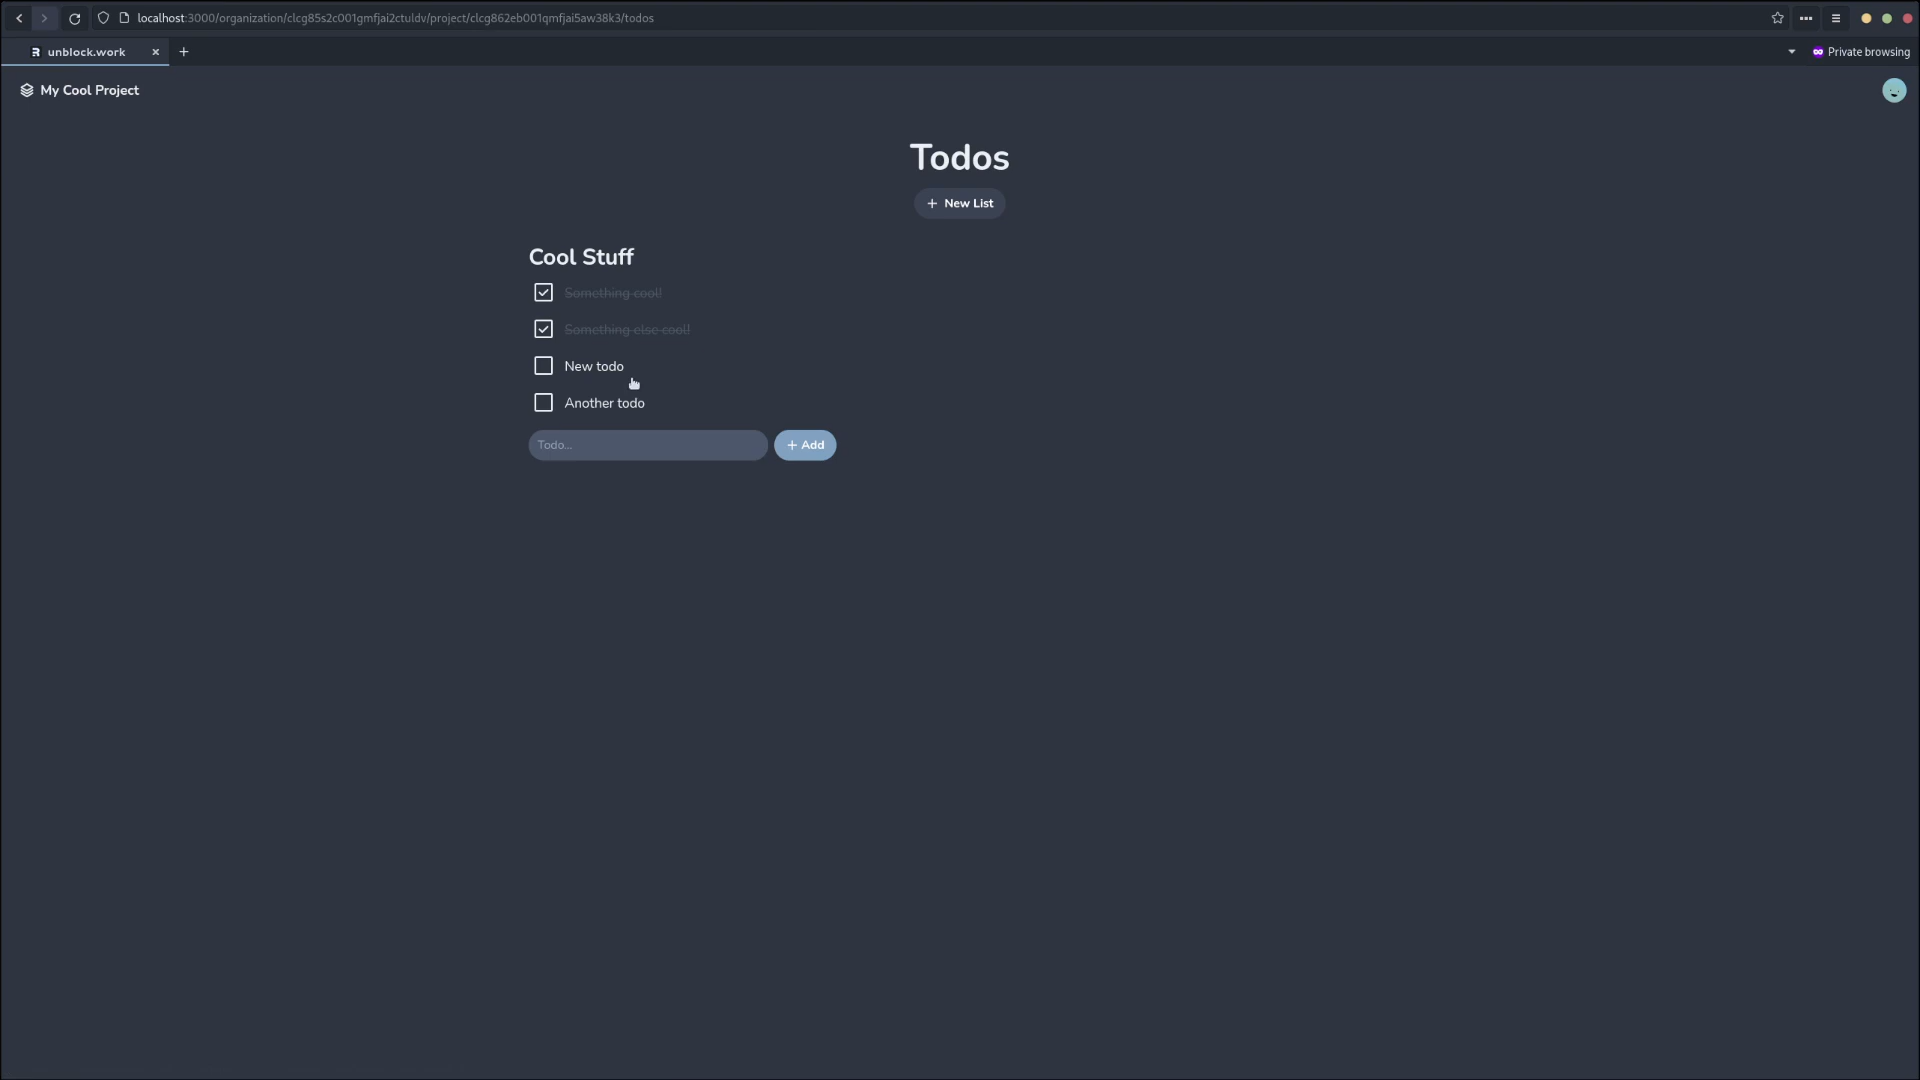 localhost:3000/organization/clcg85s2c001gmfjai2ctuldv/project/clcg862eb001qmfjai5aw38k3/todos
unblock.work
Private browsing
My Cool Project
Todos
+ New List
Cool Stuff
Something cool!
Something else cool!
New todo
Another todo
Todo...
+ Add